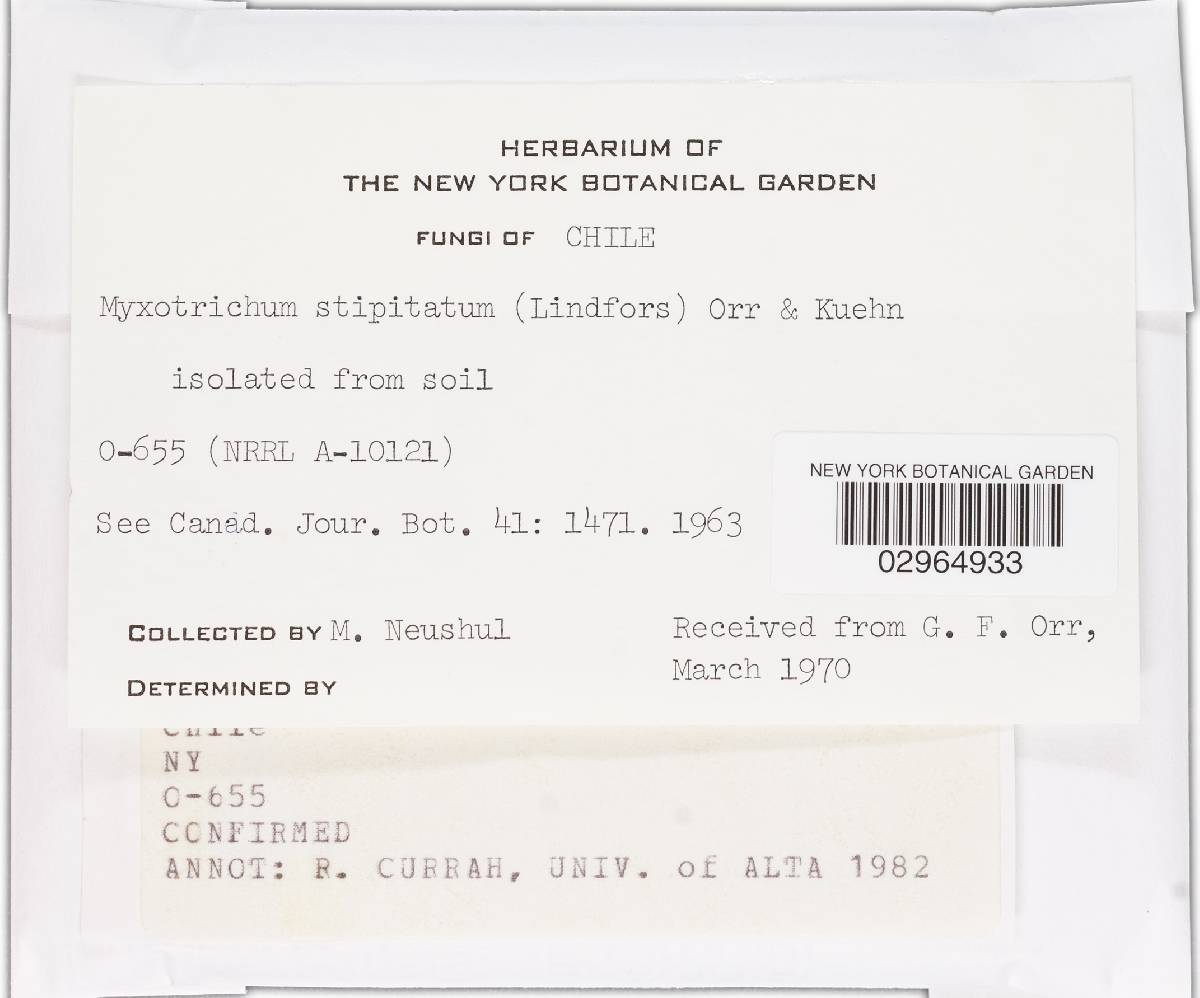 HERBARIUM OF
THE NEW YORK BOTANICAL GARDEN
FUNGI OF CHILE
Myxotrichum stipitatum (Lindfors) Orr & Kuehn
isolated from soil
O-655 (NRRL A-10121)
See Canad. Jour. Bot. 41: 1471. 1963
NEW YORK BOTANICAL GARDEN
02964933
COLLECTED BY M. Neushul
Received from G. F. Orr,
March 1970
DETERMINED BY
Chile
NY
O-655
CONFIRMED
ANNOT: R. CURRAH, UNIV. of ALTA 1982